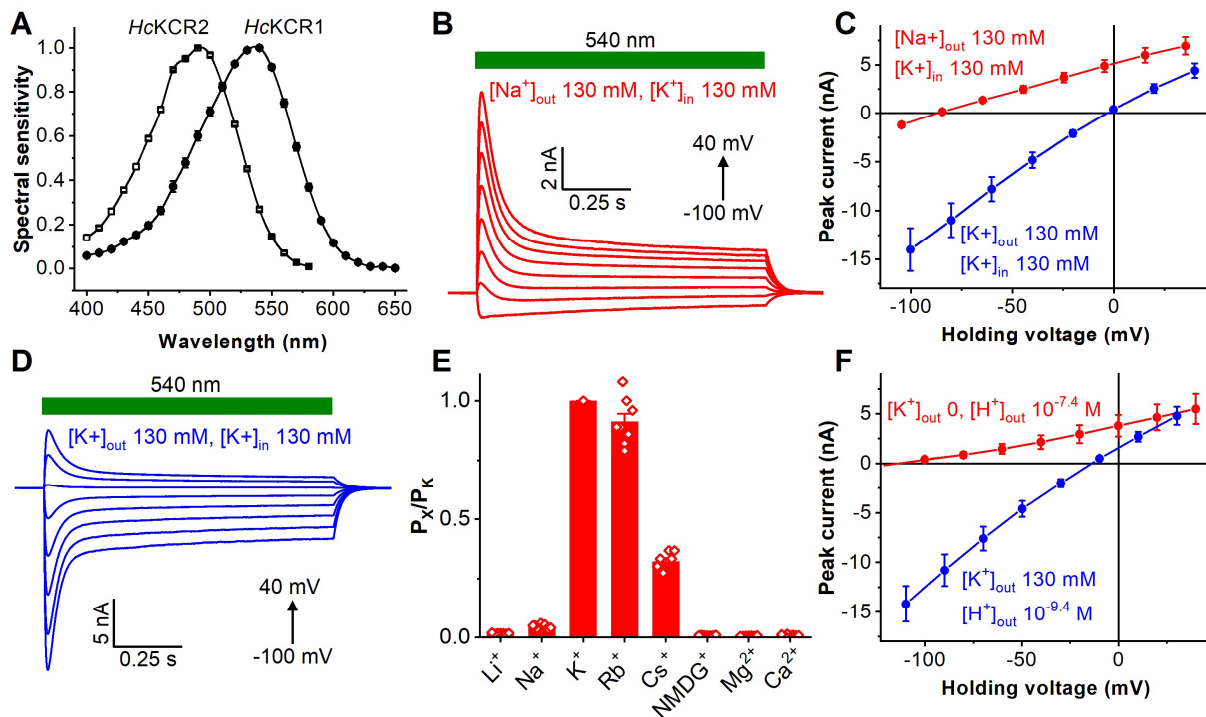 A
HcKCR2
HcKCR1
Spectral sensitivity
1.0
0.8
0.6
0.4
0.2
0.0
400
450
500
550
600
650
Wavelength (nm)
B
540 nm
[Na⁺]out 130 mM, [K⁺]in 130 mM
2 nA
0.25 s
40 mV
-100 mV
C
[Na+]out 130 mM
[K+]in 130 mM
Peak current (nA)
5
0
-5
-10
-15
[K+]out 130 mM
[K+]in 130 mM
-100
-50
0
Holding voltage (mV)
D
540 nm
[K+]out 130 mM, [K+]in 130 mM
5 nA
0.25 s
40 mV
-100 mV
E
PX/PK
1.0
0.5
0.0
Li⁺
Na⁺
K⁺
Rb⁺
Cs⁺
NMDG⁺
Mg²⁺
Ca²⁺
F
[K⁺]out 0, [H⁺]out 10⁻⁷·⁴ M
Peak current (nA)
5
0
-5
-10
-15
[K⁺]out 130 mM
[H⁺]out 10⁻⁹·⁴ M
-100
-50
0
Holding voltage (mV)